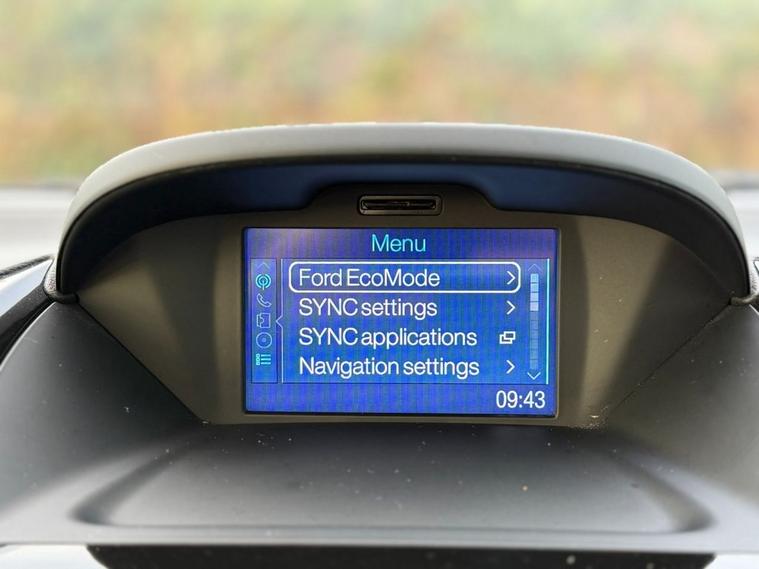 Menu
Ford EcoMode
SYNC settings
SYNC applications
Navigation settings
09:43